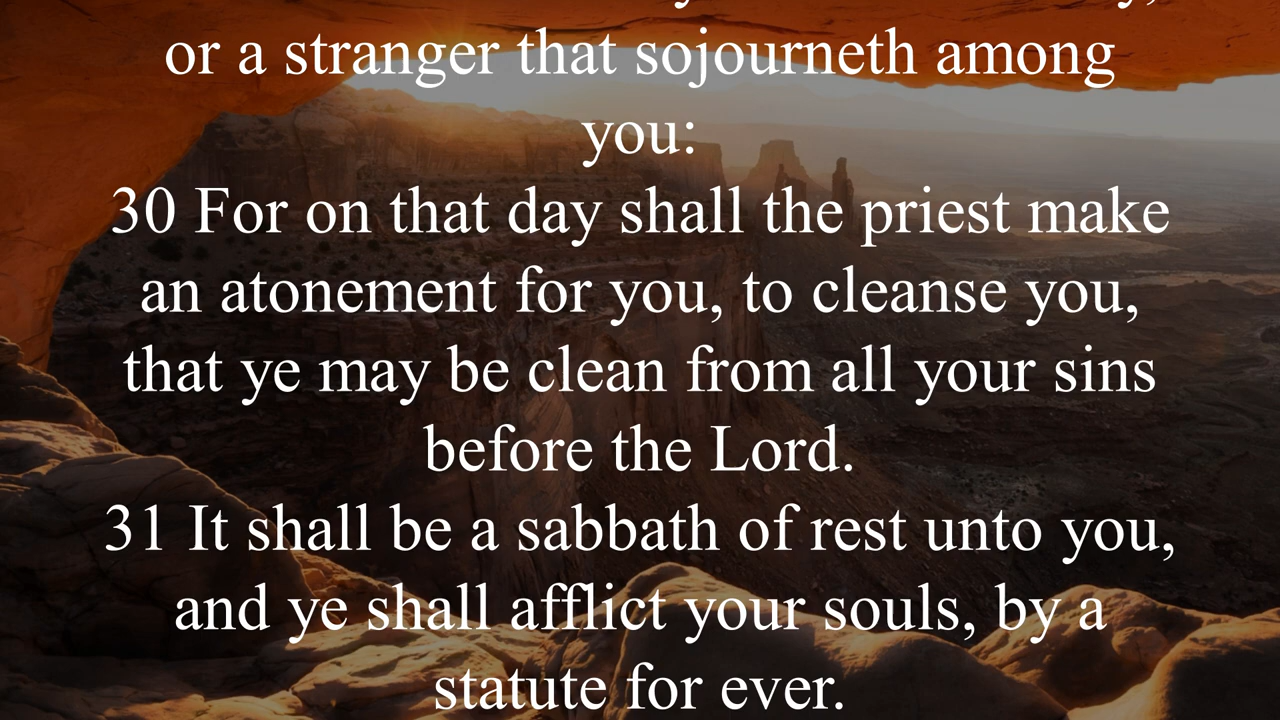 or a stranger that sojourneth among
you:
30 For on that day shall the priest make
an atonement for you, to cleanse you,
that ye may be clean from all your sins
before the Lord.
31 It shall be a sabbath of rest unto you,
and ye shall afflict your souls, by a
statute for ever.